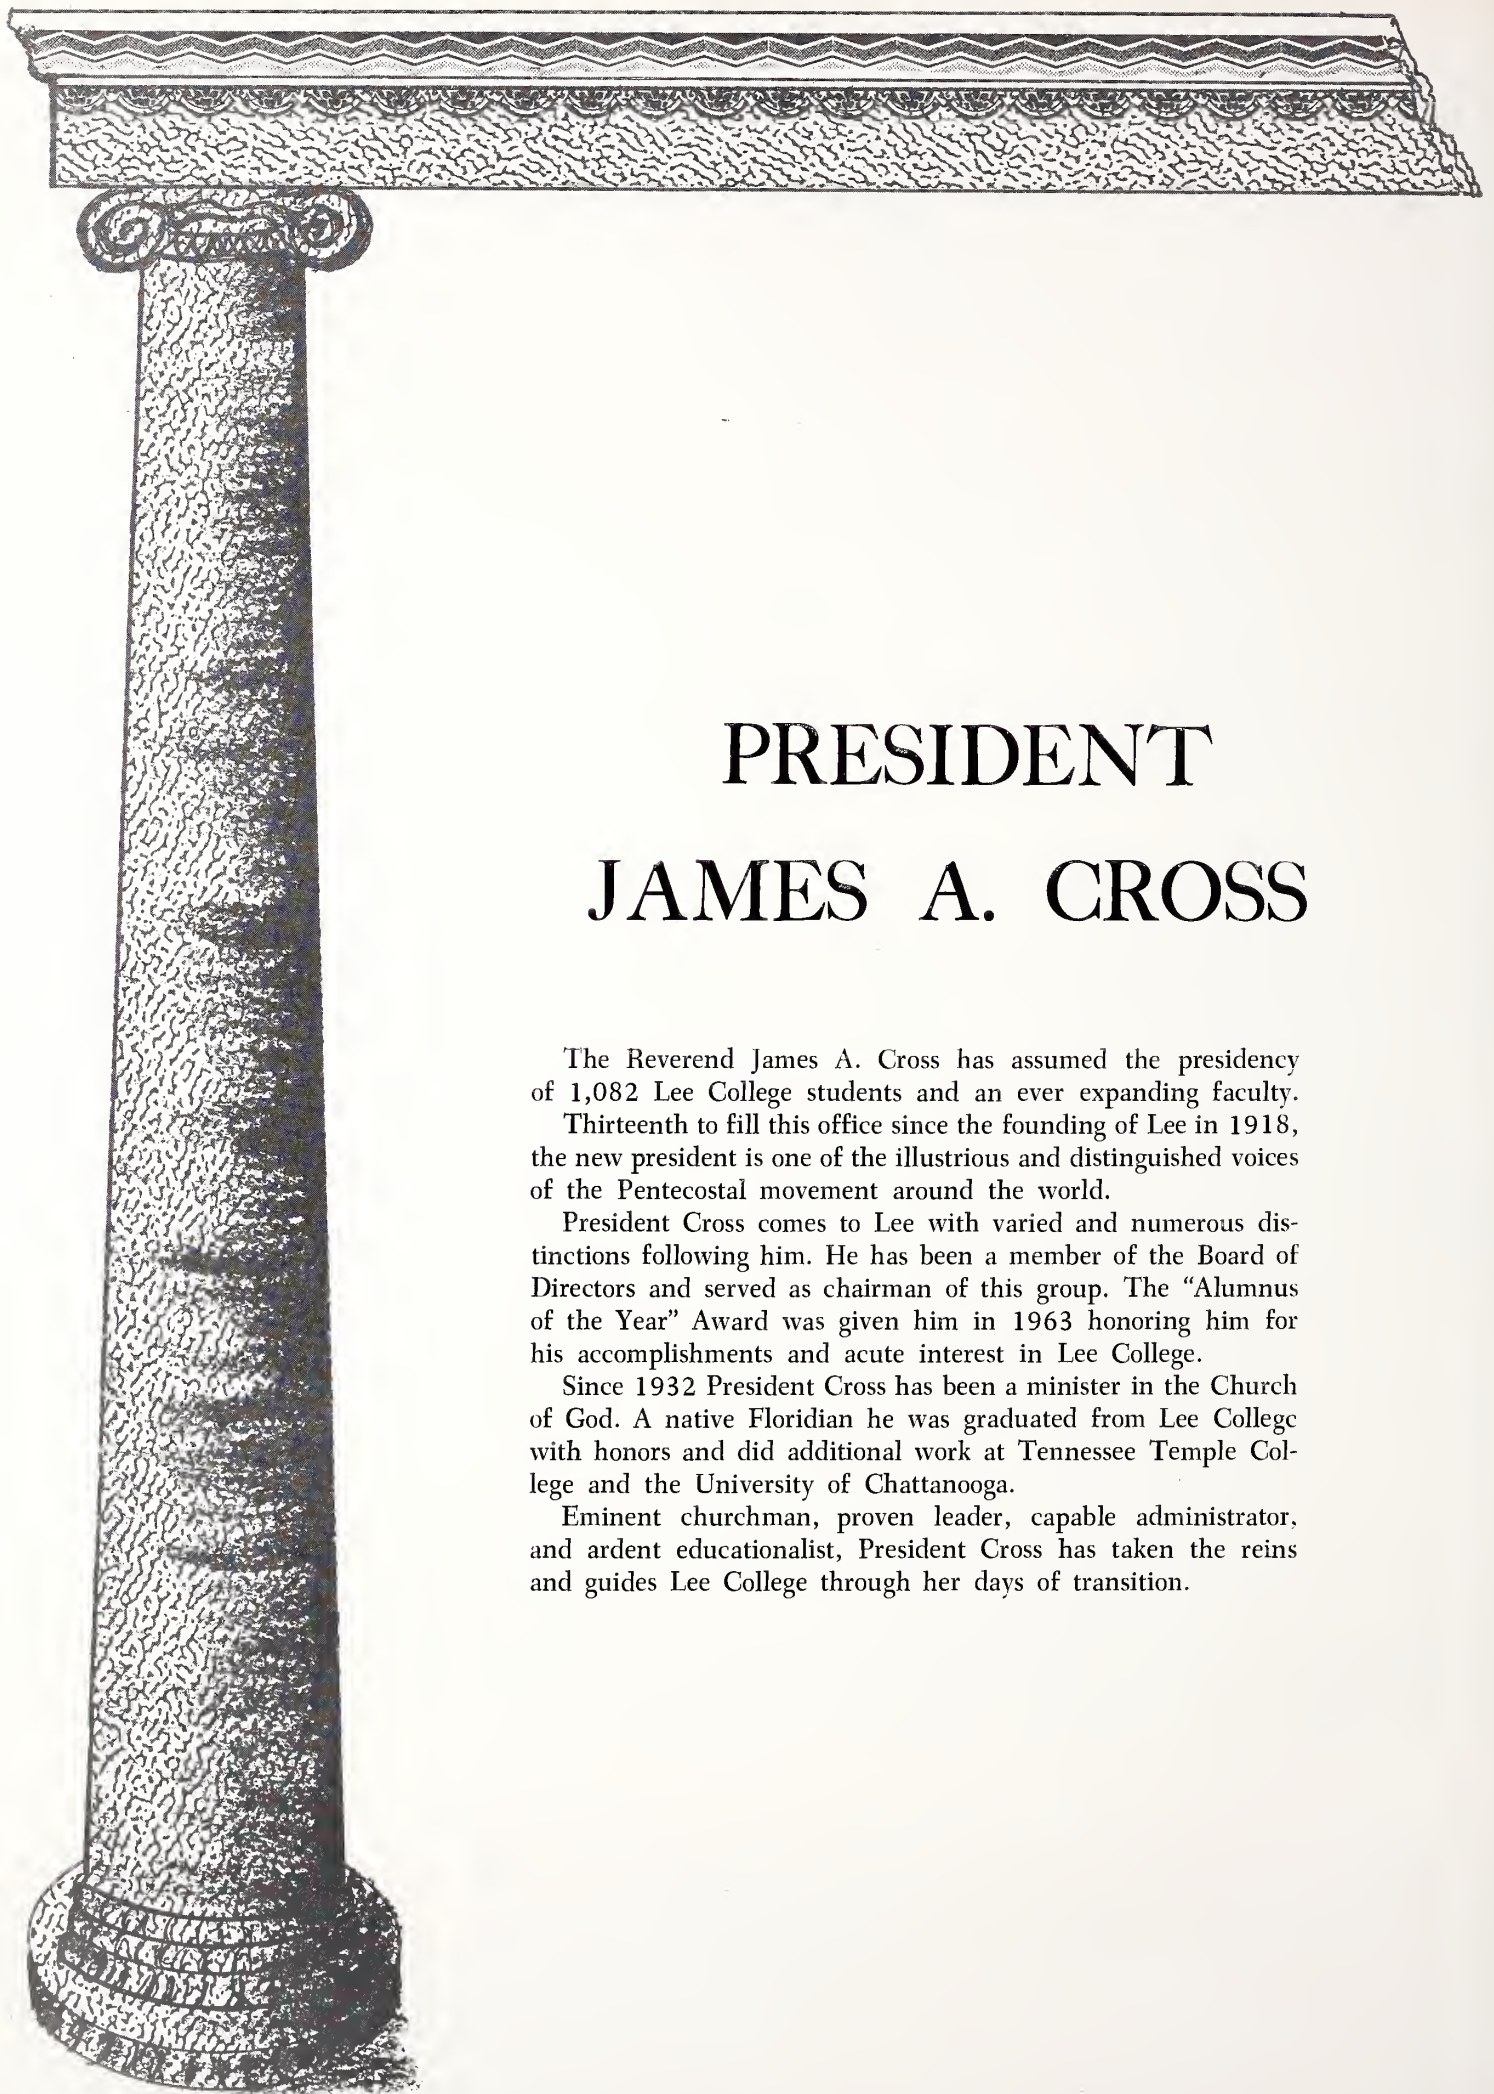 PRESIDENT
JAMES A. CROSS
The Reverend James A. Cross has assumed the presidency
of 1,082 Lee College students and an ever expanding faculty.
Thirteenth to fill this office since the founding of Lee in 1918,
the new president is one of the illustrious and distinguished voices
of the Pentecostal movement around the world.
President Cross comes to Lee with varied and numerous dis-
tinctions following him. He has been a member of the Board of
Directors and served as chairman of this group. The “Alumnus
of the Year” Award was given him in 1963 honoring him for
his accomplishments and acute interest in Lee College.
Since 1932 President Cross has been a minister in the Church
of God. A native Floridian he was graduated from Lee College
with honors and did additional work at Tennessee Temple Col-
lege and the University of Chattanooga.
Eminent churchman, proven leader, capable administrator,
and ardent educationalist, President Cross has taken the reins
and guides Lee College through her days of transition.